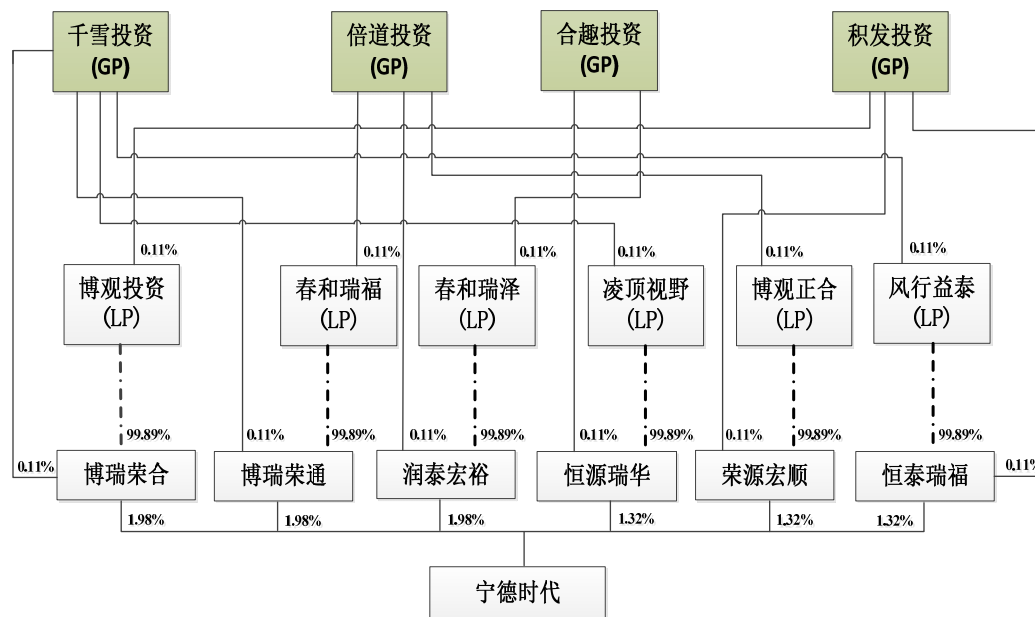 千雪投资
(GP)
倍道投资
(GP)
合趣投资
(GP)
积发投资
(GP)
0.11%
0.11%
0.11%
0.11%
0.11%
0.11%
博观投资
(LP)
春和瑞福
(LP)
春和瑞泽
(LP)
凌顶视野
(LP)
博观正合
(LP)
风行益泰
(LP)
99.89%
0.11%
99.89%
0.11%
99.89%
0.11%
99.89%
0.11%
99.89%
99.89%
0.11%
博瑞荣合
博瑞荣通
润泰宏裕
恒源瑞华
荣源宏顺
恒泰瑞福
0.11%
1.98%
1.98%
1.98%
1.32%
1.32%
1.32%
宁德时代